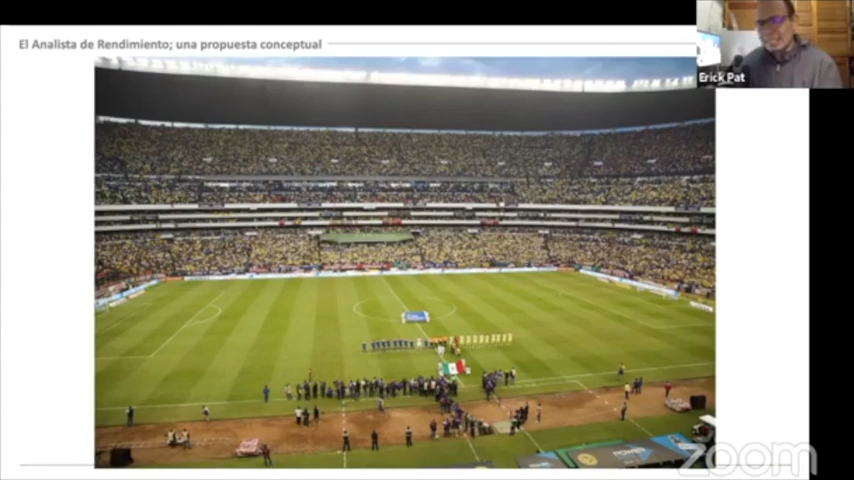 El Analista de Rendimiento; una propuesta conceptual
Erick Pat
zoom